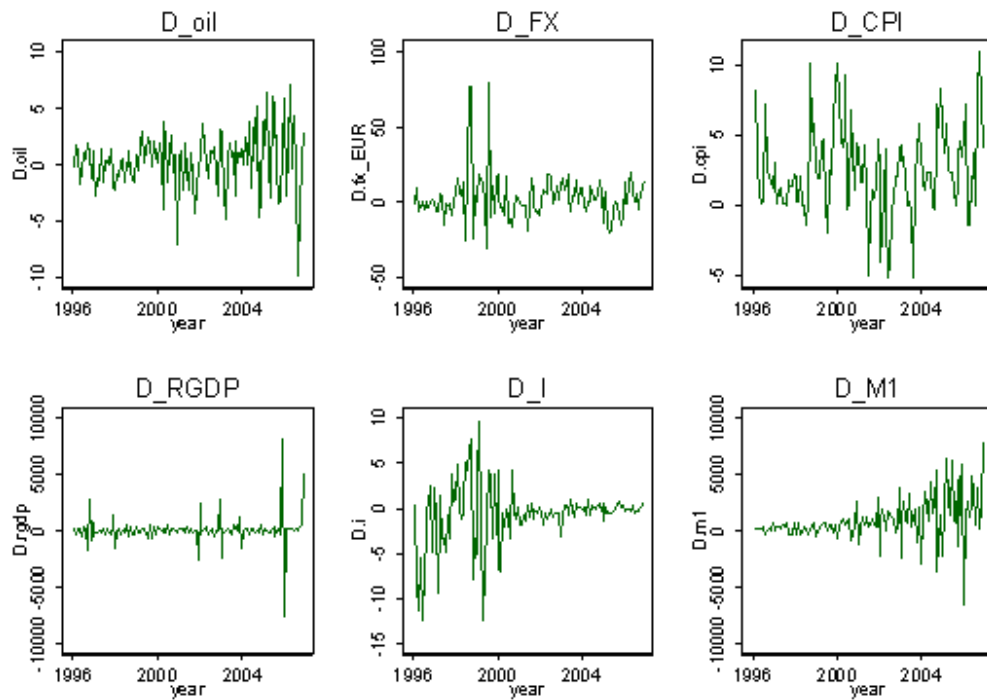 D_oil
10
5
0
-5
-10
D.oil
1996
2000
2004
year
D_FX
100
50
0
-50
D.fx_EUR
1996
2000
2004
year
D_CPI
10
5
0
-5
D.cpi
1996
2000
2004
year
D_RGDP
10000
5000
0
-5000
-10000
D.rgdp
1996
2000
2004
year
D_I
10
5
0
-5
-10
-15
D.i
1996
2000
2004
year
D_M1
10000
5000
0
-5000
-10000
D.m1
1996
2000
2004
year